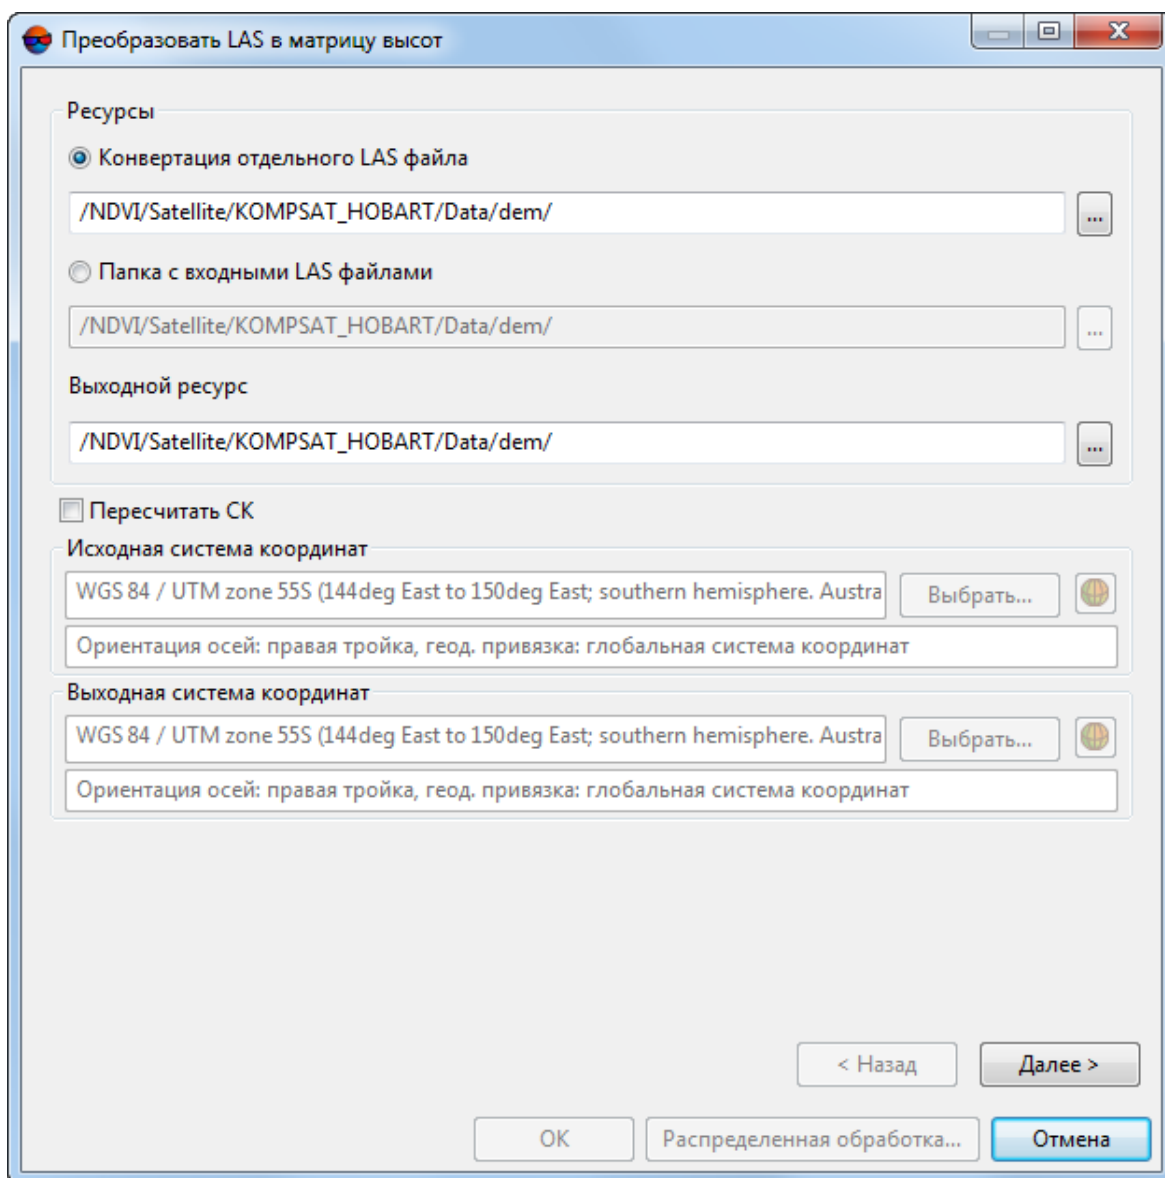 Преобразовать LAS в матрицу высот
Ресурсы
Конвертация отдельного LAS файла
/NDVI/Satellite/KOMPSAT_HOBART/Data/dem/
...
Папка с входными LAS файлами
/NDVI/Satellite/KOMPSAT_HOBART/Data/dem/
...
Выходной ресурс
/NDVI/Satellite/KOMPSAT_HOBART/Data/dem/
...
Пересчитать СК
Исходная система координат
WGS 84 / UTM zone 55S (144deg East to 150deg East; southern hemisphere. Austra
Выбрать...
Ориентация осей: правая тройка, геод. привязка: глобальная система координат
Выходная система координат
WGS 84 / UTM zone 55S (144deg East to 150deg East; southern hemisphere. Austra
Выбрать...
Ориентация осей: правая тройка, геод. привязка: глобальная система координат
< Назад
Далее >
OK
Распределенная обработка...
Отмена